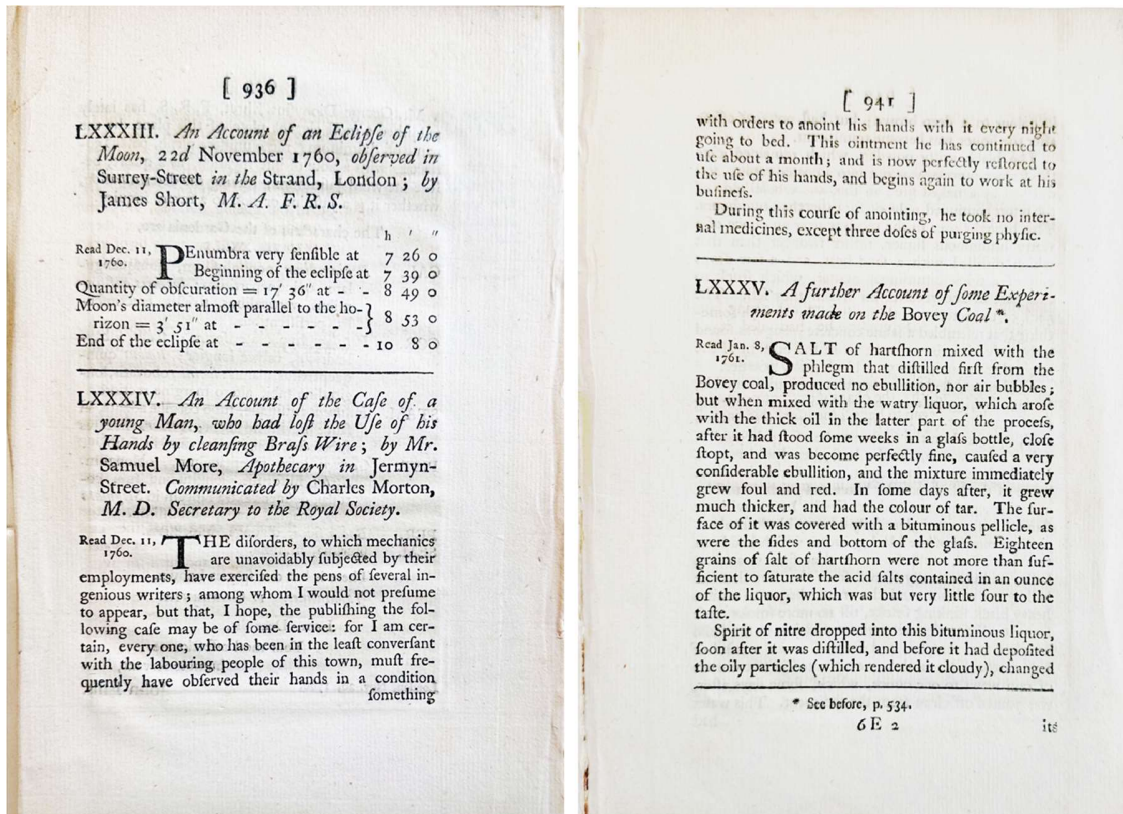 [ 936 ]
LXXXIII. An Account of an Eclipſe of the
Moon, 22d November 1760, obſerved in
Surrey-Street in the Strand, London; by
James Short, M. A. F. R. S.
h ′ ″
Read Dec. 11, 1760. PEnumbra very ſenſible at 7 26 0
Beginning of the eclipſe at 7 39 0
Quantity of obſcuration = 17′ 36″ at - - 8 49 0
Moon's diameter almoſt parallel to the ho-
rizon = 3′ 51″ at - - - - - - } 8 53 0
End of the eclipſe at - - - - - - 10 8 0
LXXXIV. An Account of the Caſe of a
young Man, who had loſt the Uſe of his
Hands by cleanſing Braſs Wire; by Mr.
Samuel More, Apothecary in Jermyn-
Street. Communicated by Charles Morton,
M. D. Secretary to the Royal Society.
Read Dec. 11, 1760. THE diſorders, to which mechanics
are unavoidably ſubjected by their
employments, have exerciſed the pens of ſeveral in-
genious writers; among whom I would not preſume
to appear, but that, I hope, the publiſhing the fol-
lowing caſe may be of ſome ſervice: for I am cer-
tain, every one, who has been in the leaſt converſant
with the labouring people of this town, muſt fre-
quently have obſerved their hands in a condition
ſomething
[ 941 ]
with orders to anoint his hands with it every night
going to bed. This ointment he has continued to
uſe about a month; and is now perfectly reſtored to
the uſe of his hands, and begins again to work at his
buſineſs.
During this courſe of anointing, he took no inter-
nal medicines, except three doſes of purging phyſic.
LXXXV. A further Account of ſome Experi-
ments made on the Bovey Coal *.
Read Jan. 8, 1761. SALT of hartſhorn mixed with the
phlegm that diſtilled firſt from the
Bovey coal, produced no ebullition, nor air bubbles;
but when mixed with the watry liquor, which aroſe
with the thick oil in the latter part of the proceſs,
after it had ſtood ſome weeks in a glaſs bottle, cloſe
ſtopt, and was become perfectly fine, cauſed a very
conſiderable ebullition, and the mixture immediately
grew foul and red. In ſome days after, it grew
much thicker, and had the colour of tar. The ſur-
face of it was covered with a bituminous pellicle, as
were the ſides and bottom of the glaſs. Eighteen
grains of ſalt of hartſhorn were not more than ſuf-
ficient to ſaturate the acid ſalts contained in an ounce
of the liquor, which was but very little ſour to the
taſte.
Spirit of nitre dropped into this bituminous liquor,
ſoon after it was diſtilled, and before it had depoſited
the oily particles (which rendered it cloudy), changed
* See before, p. 534.
6 E 2 its